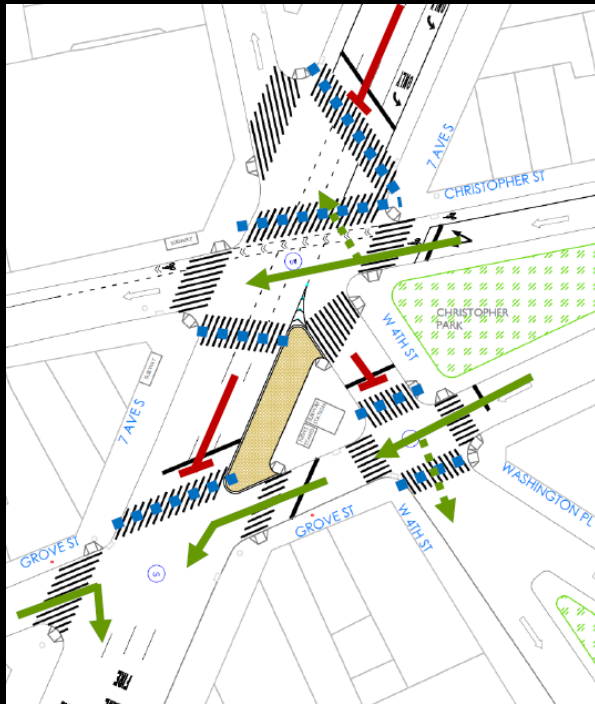 7 AVE S
CHRISTOPHER ST
SUBWAY
CHRISTOPHER
PARK
W 4TH ST
SUBWAY
7 AVE S
WASHINGTON PL
GROVE ST
W 4TH ST
GROVE ST